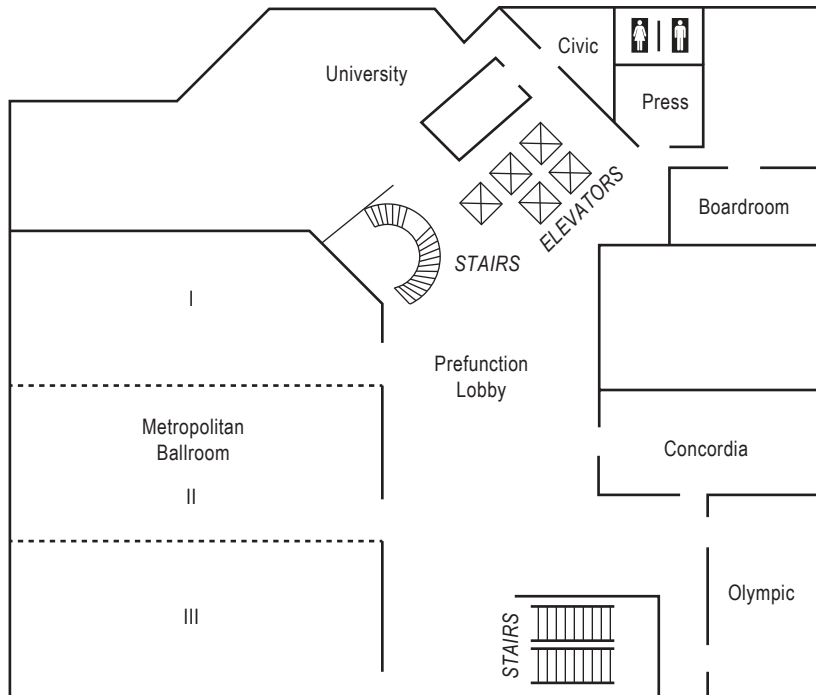 Civic
University
Press
ELEVATORS
Boardroom
STAIRS
I
Prefunction
Lobby
Metropolitan
Ballroom
Concordia
II
Olympic
III
STAIRS